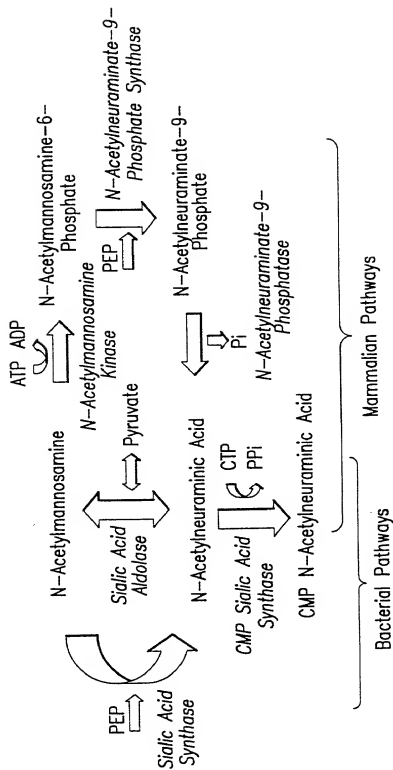 ATP ADP
N-Acetylmannosamine
N-Acetylmannosamine-6-
Phosphate
N-Acetylmannosamine
Kinase
PEP
Sialic Acid
Synthase
Sialic Acid
Aldolase
Pyruvate
PEP
N-Acetylneuraminate-9-
Phosphate Synthase
N-Acetylneuraminic Acid
N-Acetylneuraminate-9-
Phosphate
Pi
N-Acetylneuraminate-9-
Phosphatase
CMP Sialic Acid
Synthase
CTP
PPi
CMP N-Acetylneuraminic Acid
Bacterial Pathways
Mammalian Pathways